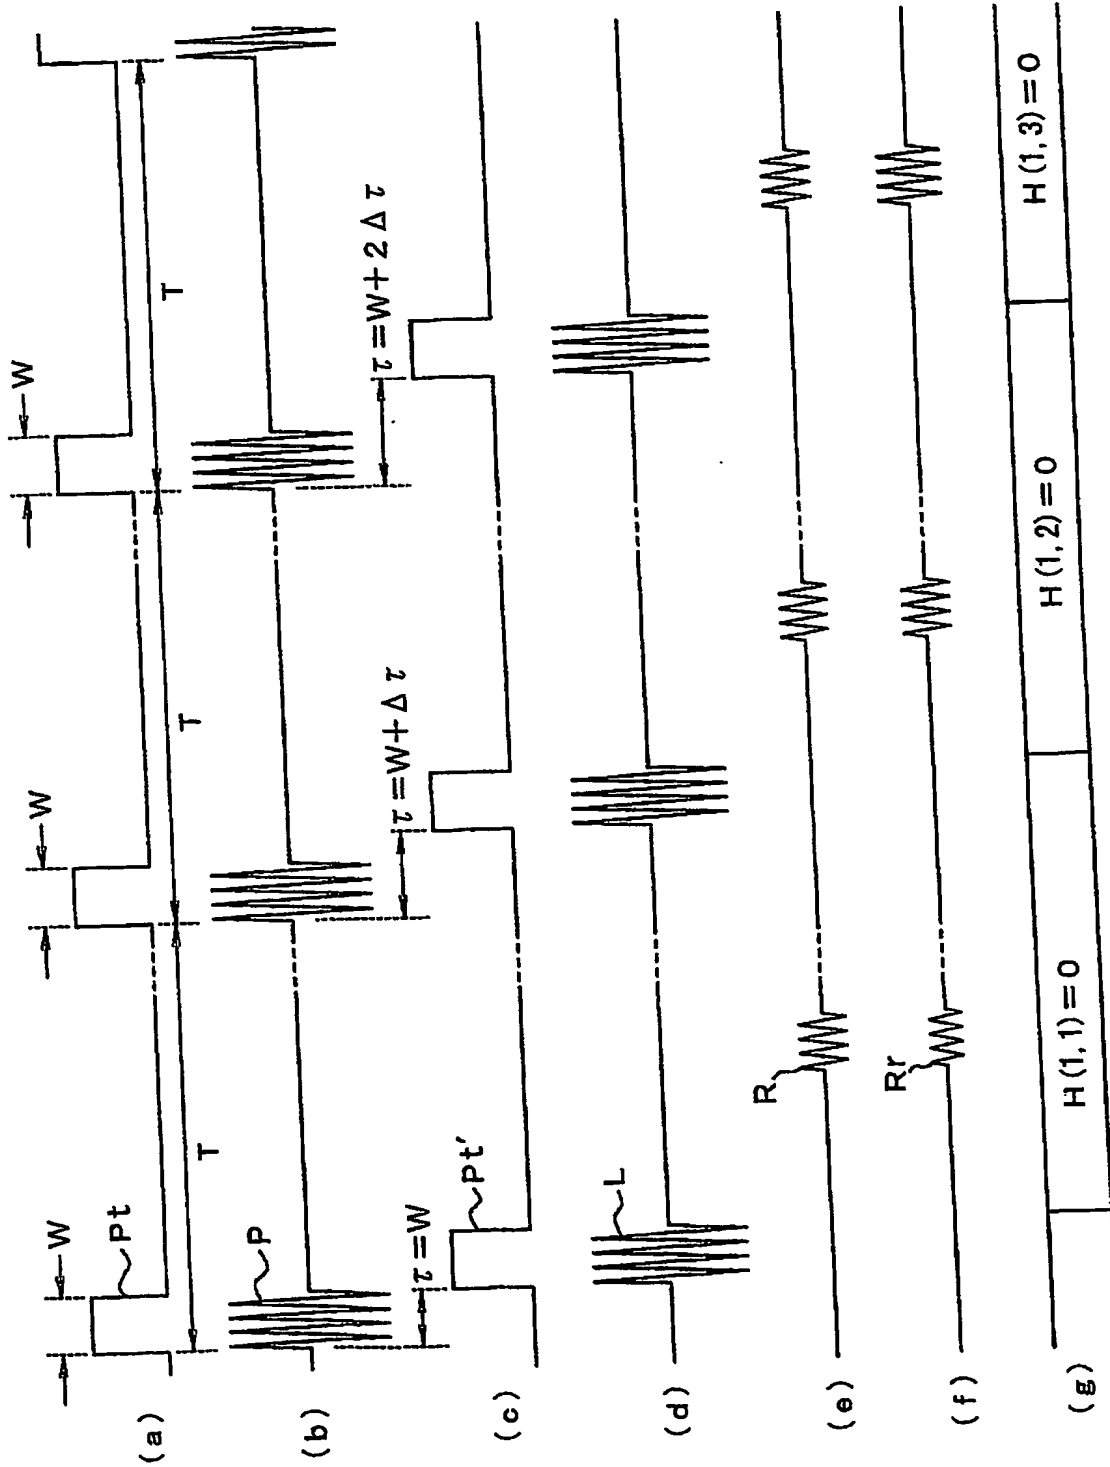 (a)
W
Pt
T
W
T
W
T
(b)
P
τ=W
τ=W+Δτ
τ=W+2Δτ
(c)
Pt′
(d)
L
(e)
R
(f)
Rr
(g)
H(1,1)=0
H(1,2)=0
H(1,3)=0